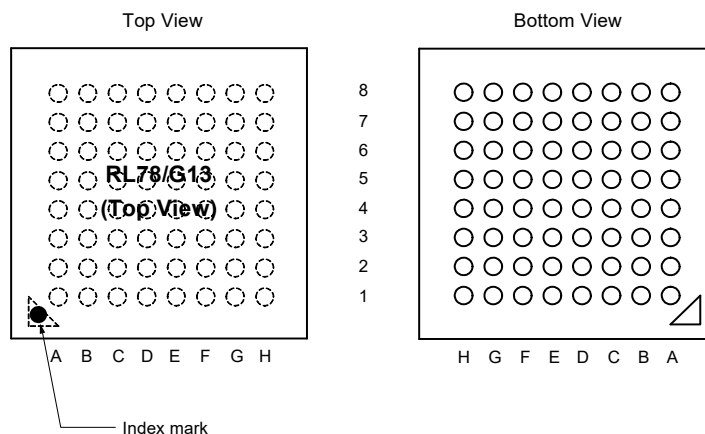 Top View
Bottom View
RL78/G13
(Top View)
8
7
6
5
4
3
2
1
A B C D E F G H
H G F E D C B A
Index mark